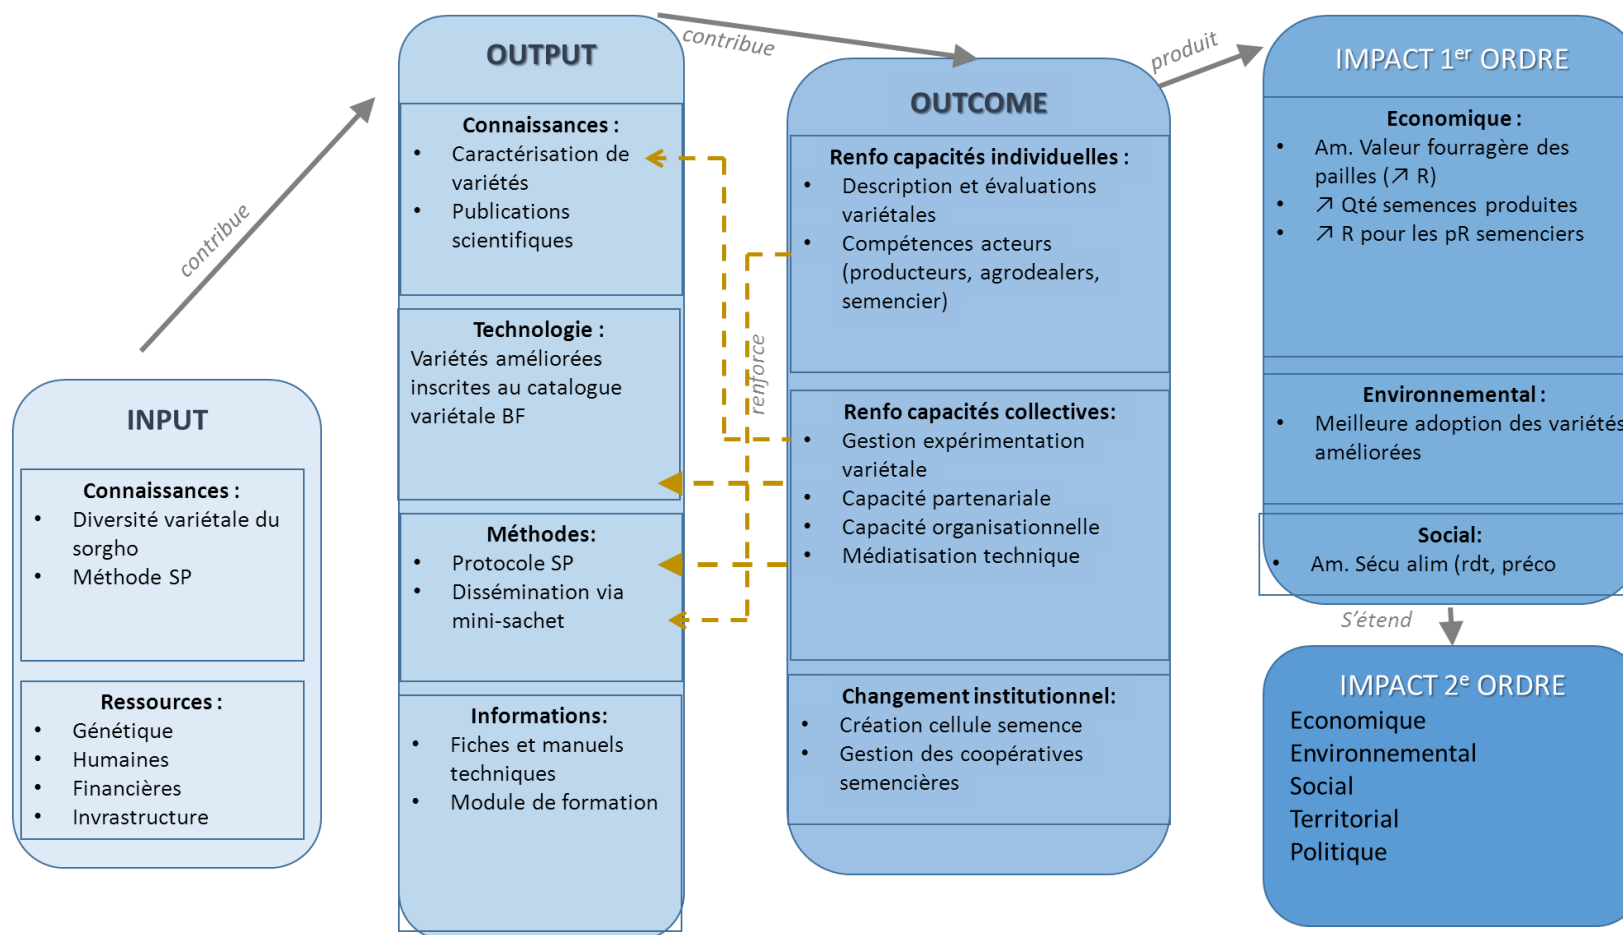 contribue
INPUT
Connaissances :
• Diversité variétale du
sorgho
• Méthode SP
Ressources :
• Génétique
• Humaines
• Financières
• Invrastructure
OUTPUT
Connaissances :
• Caractérisation de
variétés
• Publications
scientifiques
Technologie :
Variétés améliorées
inscrites au catalogue
variétale BF
Méthodes:
• Protocole SP
• Dissémination via
mini-sachet
Informations:
• Fiches et manuels
techniques
• Module de formation
contribue
renforce
OUTCOME
Renfo capacités individuelles :
• Description et évaluations
variétales
• Compétences acteurs
(producteurs, agrodealers,
semencier)
Renfo capacités collectives:
• Gestion expérimentation
variétale
• Capacité partenariale
• Capacité organisationnelle
• Médiatisation technique
Changement institutionnel:
• Création cellule semence
• Gestion des coopératives
semencières
produit
IMPACT 1er ORDRE
Economique :
• Am. Valeur fourragère des
pailles (↗ R)
• ↗ Qté semences produites
• ↗ R pour les pR semenciers
Environnemental :
• Meilleure adoption des variétés
améliorées
Social:
• Am. Sécu alim (rdt, préco
S’étend
IMPACT 2e ORDRE
Economique
Environnemental
Social
Territorial
Politique